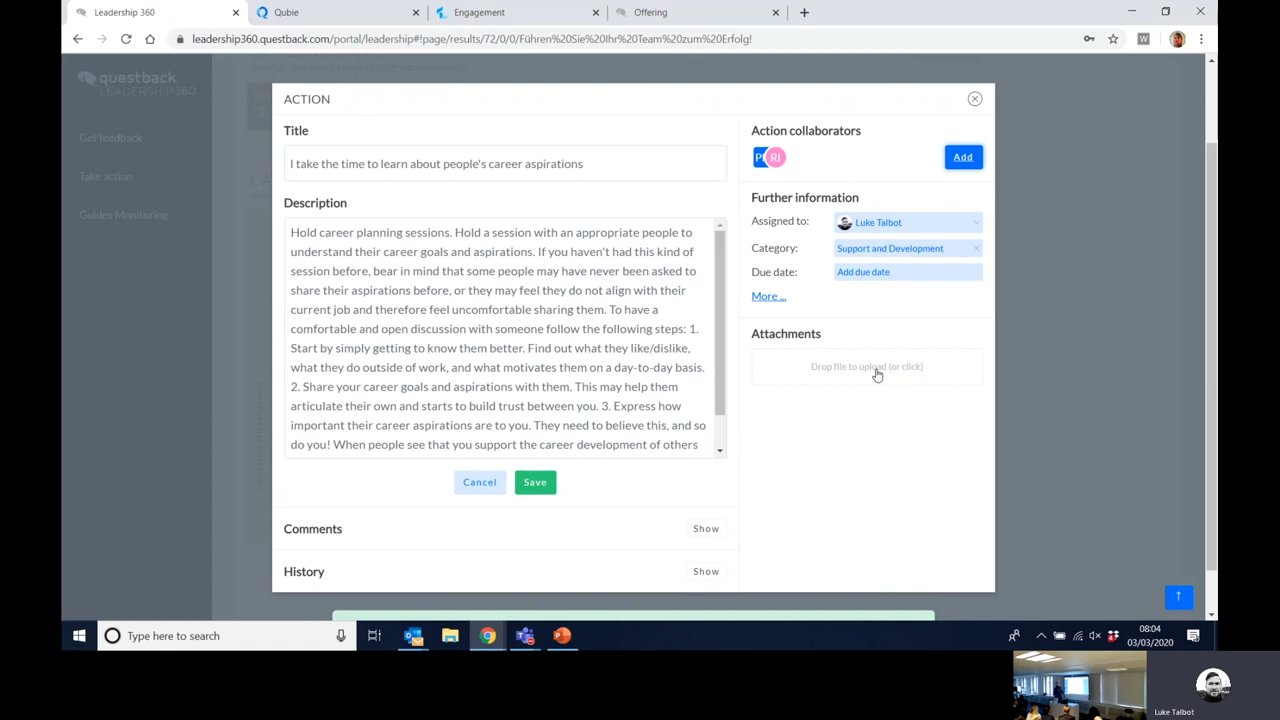 Leadership 360
Qubie
Engagement
Offering
leadership360.questback.com/portal/leadership#!page/results/72/0/0/Führen%20Sie%20Ihr%20Team%20zum%20Erfolg!
questback
LEADERSHIP 360
Get feedback
Take action
Guides Monitoring
ACTION
Title
I take the time to learn about people's career aspirations
Description
Hold career planning sessions. Hold a session with an appropriate people to
understand their career goals and aspirations. If you haven't had this kind of
session before, bear in mind that some people may have never been asked to
share their aspirations before, or they may feel they do not align with their
current job and therefore feel uncomfortable sharing them. To have a
comfortable and open discussion with someone follow the following steps: 1.
Start by simply getting to know them better. Find out what they like/dislike,
what they do outside of work, and what motivates them on a day-to-day basis.
2. Share your career goals and aspirations with them. This may help them
articulate their own and starts to build trust between you. 3. Express how
important their career aspirations are to you. They need to believe this, and so
do you! When people see that you support the career development of others
Cancel
Save
Comments
Show
History
Show
Action collaborators
RI
Add
Further information
Assigned to:
Luke Talbot
Category:
Support and Development
Due date:
Add due date
More ...
Attachments
Drop file to upload (or click)
Type here to search
08:04
03/03/2020
Luke Talbot